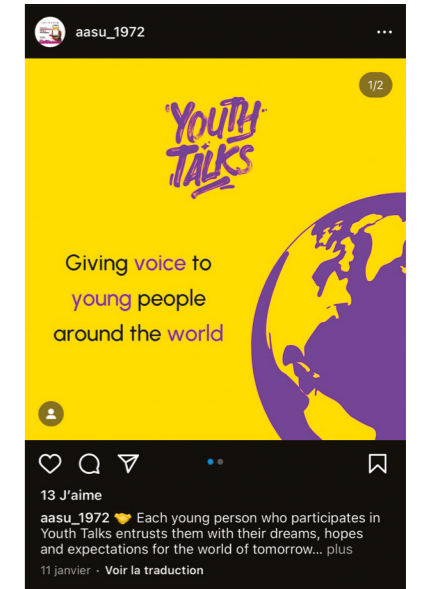 aasu_1972
1/2
YOUTH
TALKS
Giving voice to
young people
around the world
13 J’aime
aasu_1972 🤝 Each young person who participates in
Youth Talks entrusts them with their dreams, hopes
and expectations for the world of tomorrow... plus
11 janvier · Voir la traduction